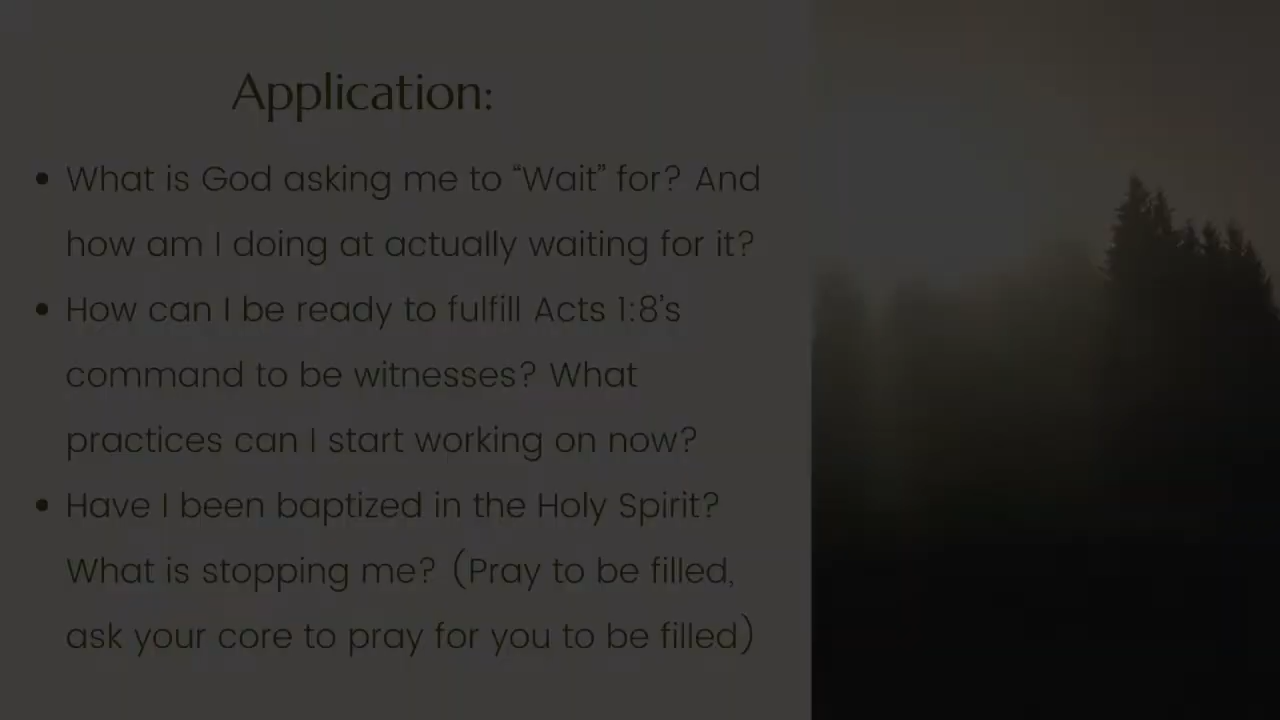 Application:
• What is God asking me to “Wait” for? And
how am I doing at actually waiting for it?
• How can I be ready to fulfill Acts 1:8's
command to be witnesses? What
practices can I start working on now?
• Have I been baptized in the Holy Spirit?
What is stopping me? (Pray to be filled,
ask your core to pray for you to be filled)